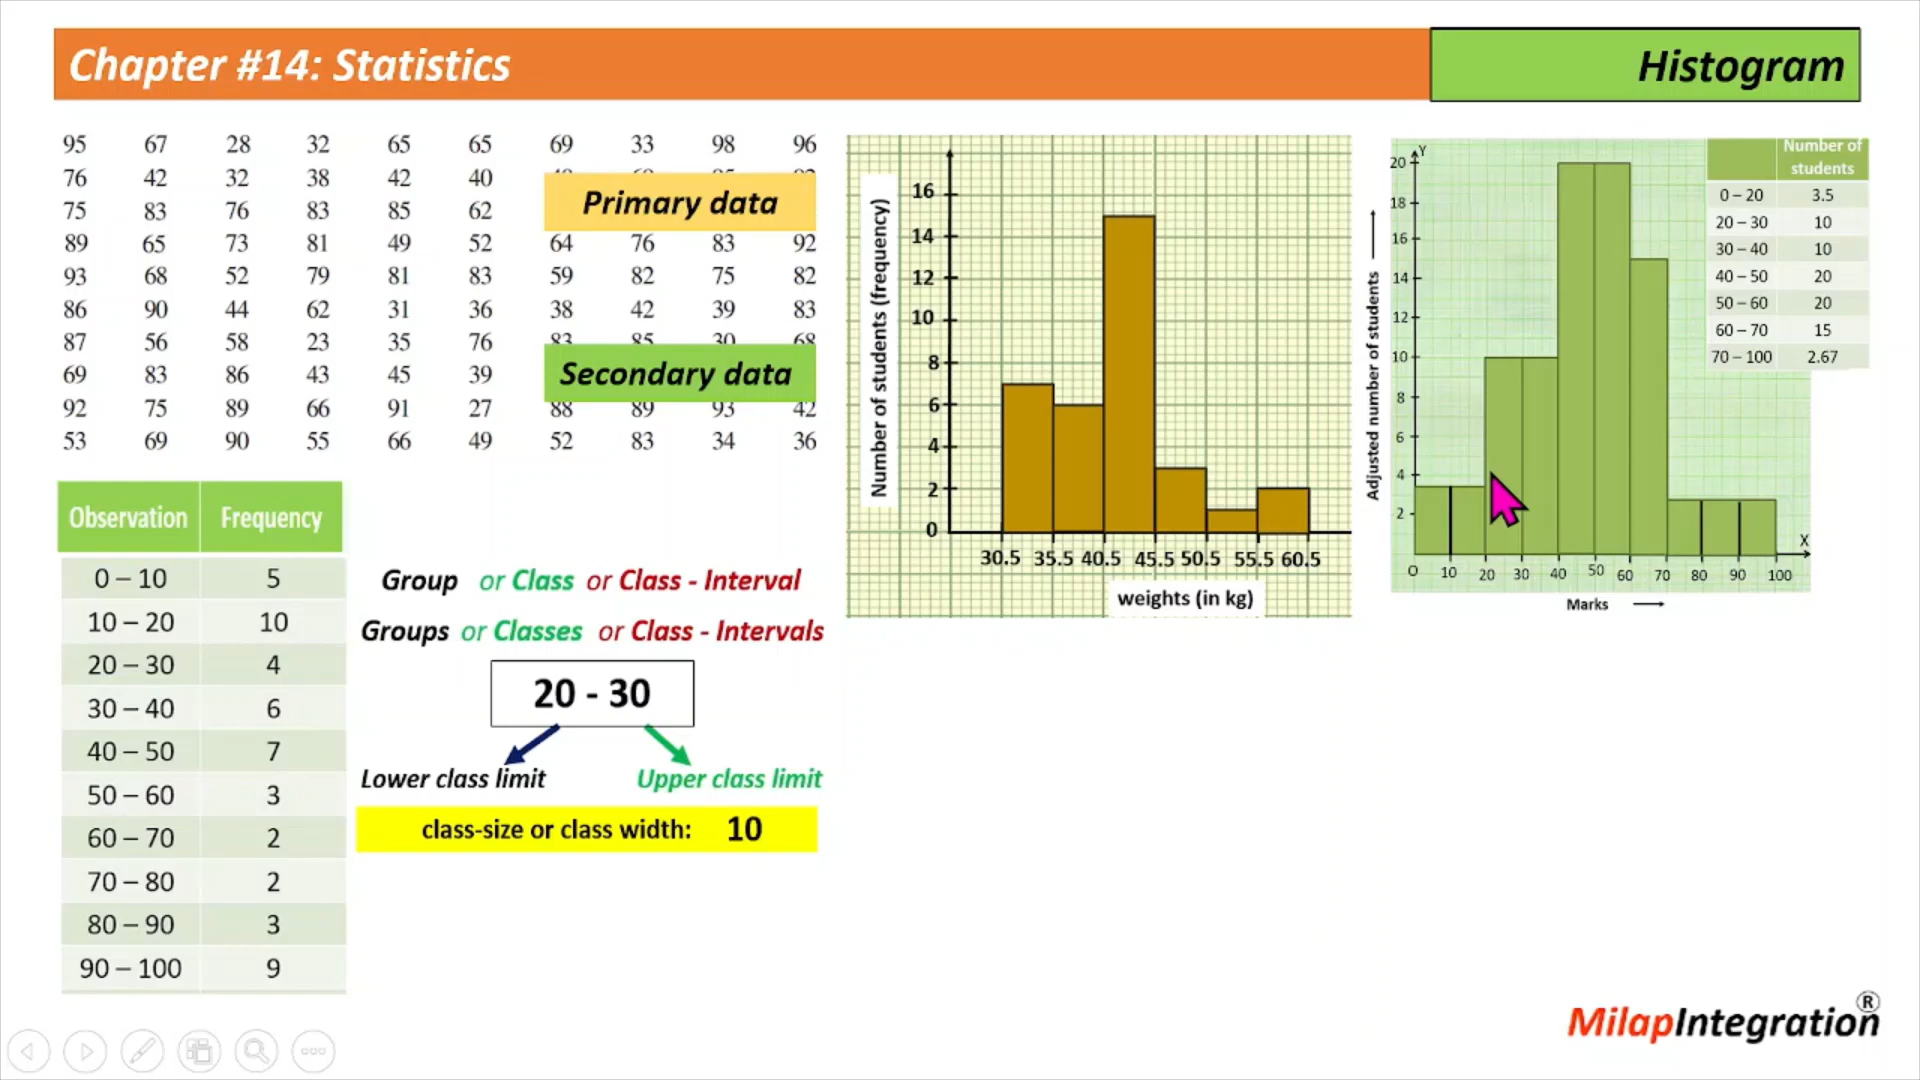 Chapter #14: Statistics
Histogram
95 67 28 32 65 65 69 33 98 96
76 42 32 38 42 40
75 83 76 83 85 62
Primary data
89 65 73 81 49 52 64 76 83 92
93 68 52 79 81 83 59 82 75 82
86 90 44 62 31 36 38 42 39 83
87 56 58 23 35 76 83 85 30 68
69 83 86 43 45 39
Secondary data
92 75 89 66 91 27 88 89 93 42
53 69 90 55 66 49 52 83 34 36
Observation Frequency
0 – 10 5
10 – 20 10
20 – 30 4
30 – 40 6
40 – 50 7
50 – 60 3
60 – 70 2
70 – 80 2
80 – 90 3
90 – 100 9
Group or Class or Class - Interval
Groups or Classes or Class - Intervals
20 - 30
Lower class limit Upper class limit
class-size or class width: 10
Number of students (frequency)
16
14
12
10
8
6
4
2
0
30.5 35.5 40.5 45.5 50.5 55.5 60.5
weights (in kg)
Adjusted number of students
Y
20
18
16
14
12
10
8
6
4
2
X
O 10 20 30 40 50 60 70 80 90 100
Marks
Number of
students
0 – 20 3.5
20 – 30 10
30 – 40 10
40 – 50 20
50 – 60 20
60 – 70 15
70 – 100 2.67
MilapIntegration®